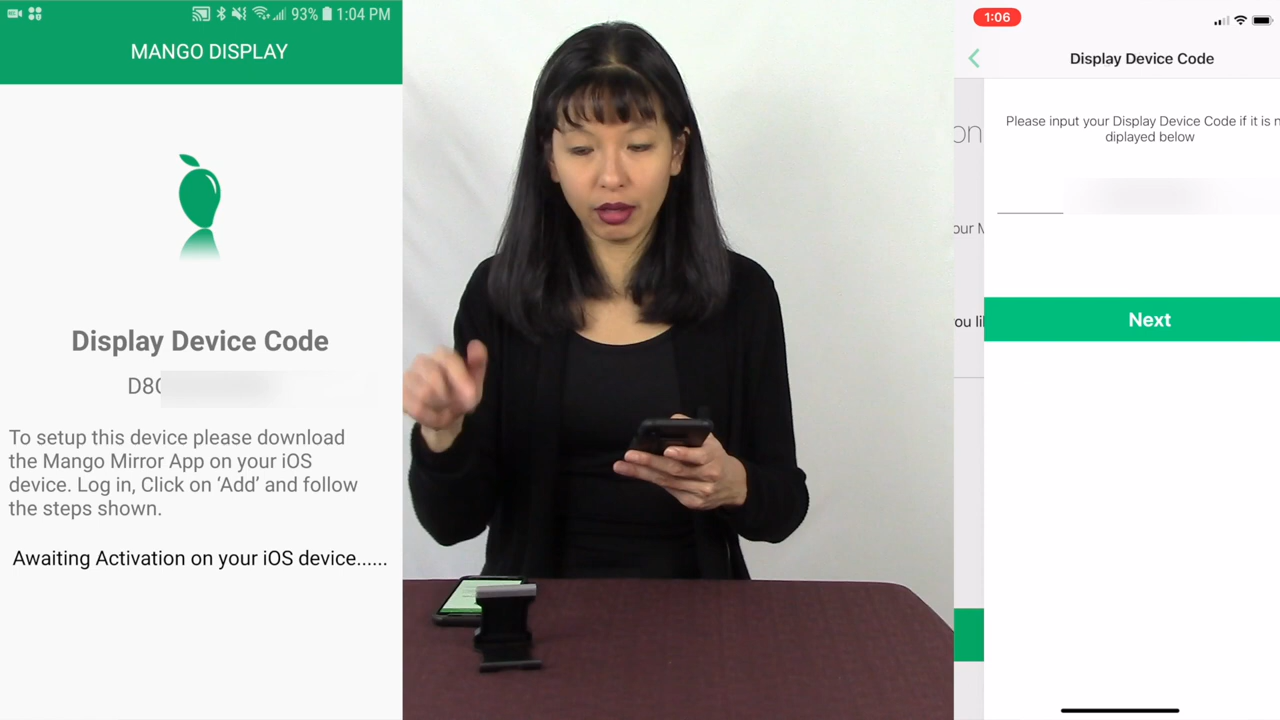 93% 1:04 PM
MANGO DISPLAY
Display Device Code
D8
To setup this device please download
the Mango Mirror App on your iOS
device. Log in, Click on ‘Add’ and follow
the steps shown.
Awaiting Activation on your iOS device......
1:06
Display Device Code
Please input your Display Device Code if it is
diplayed below
Next